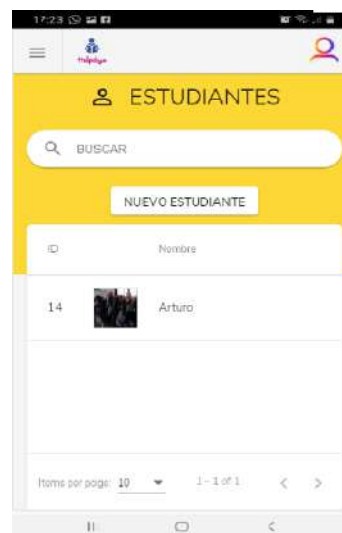 17:23
ESTUDIANTES
BUSCAR
NUEVO ESTUDIANTE
ID Nombre
14 Arturo
Items per page: 10 1 - 1 of 1